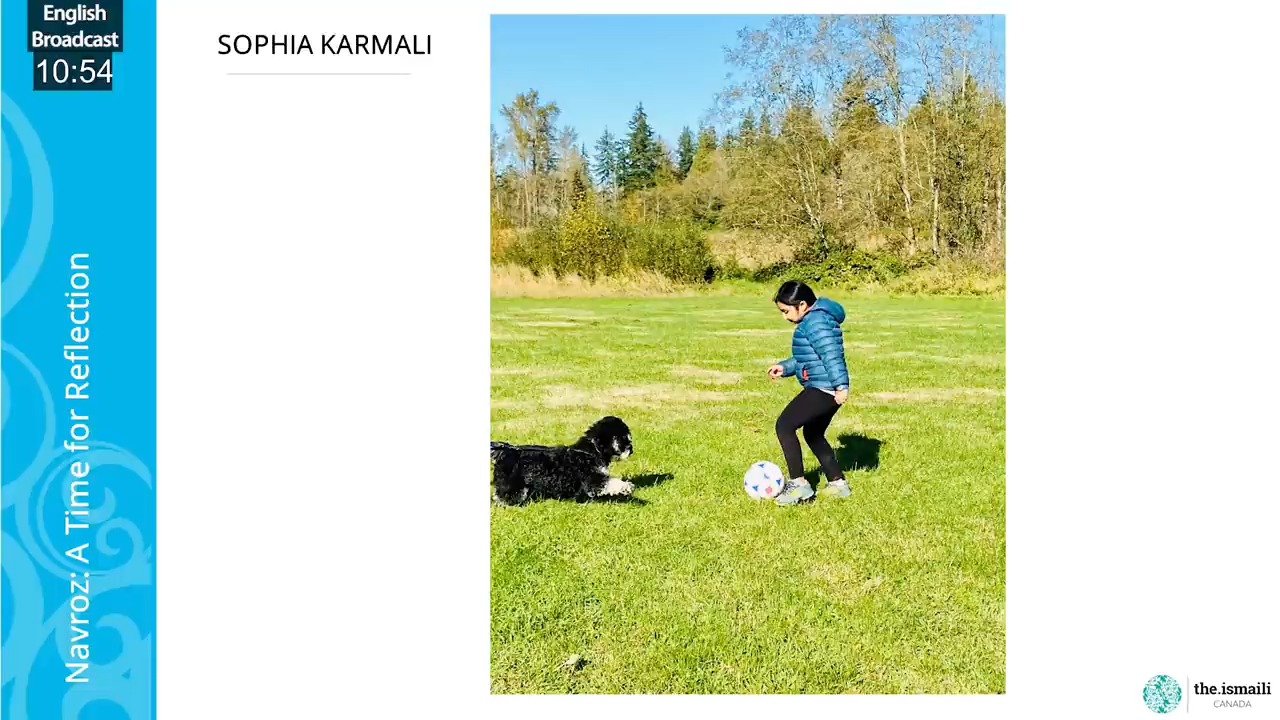 English
Broadcast
10:54
Navroz: A Time for Reflection
SOPHIA KARMALI
the.ismaili
CANADA